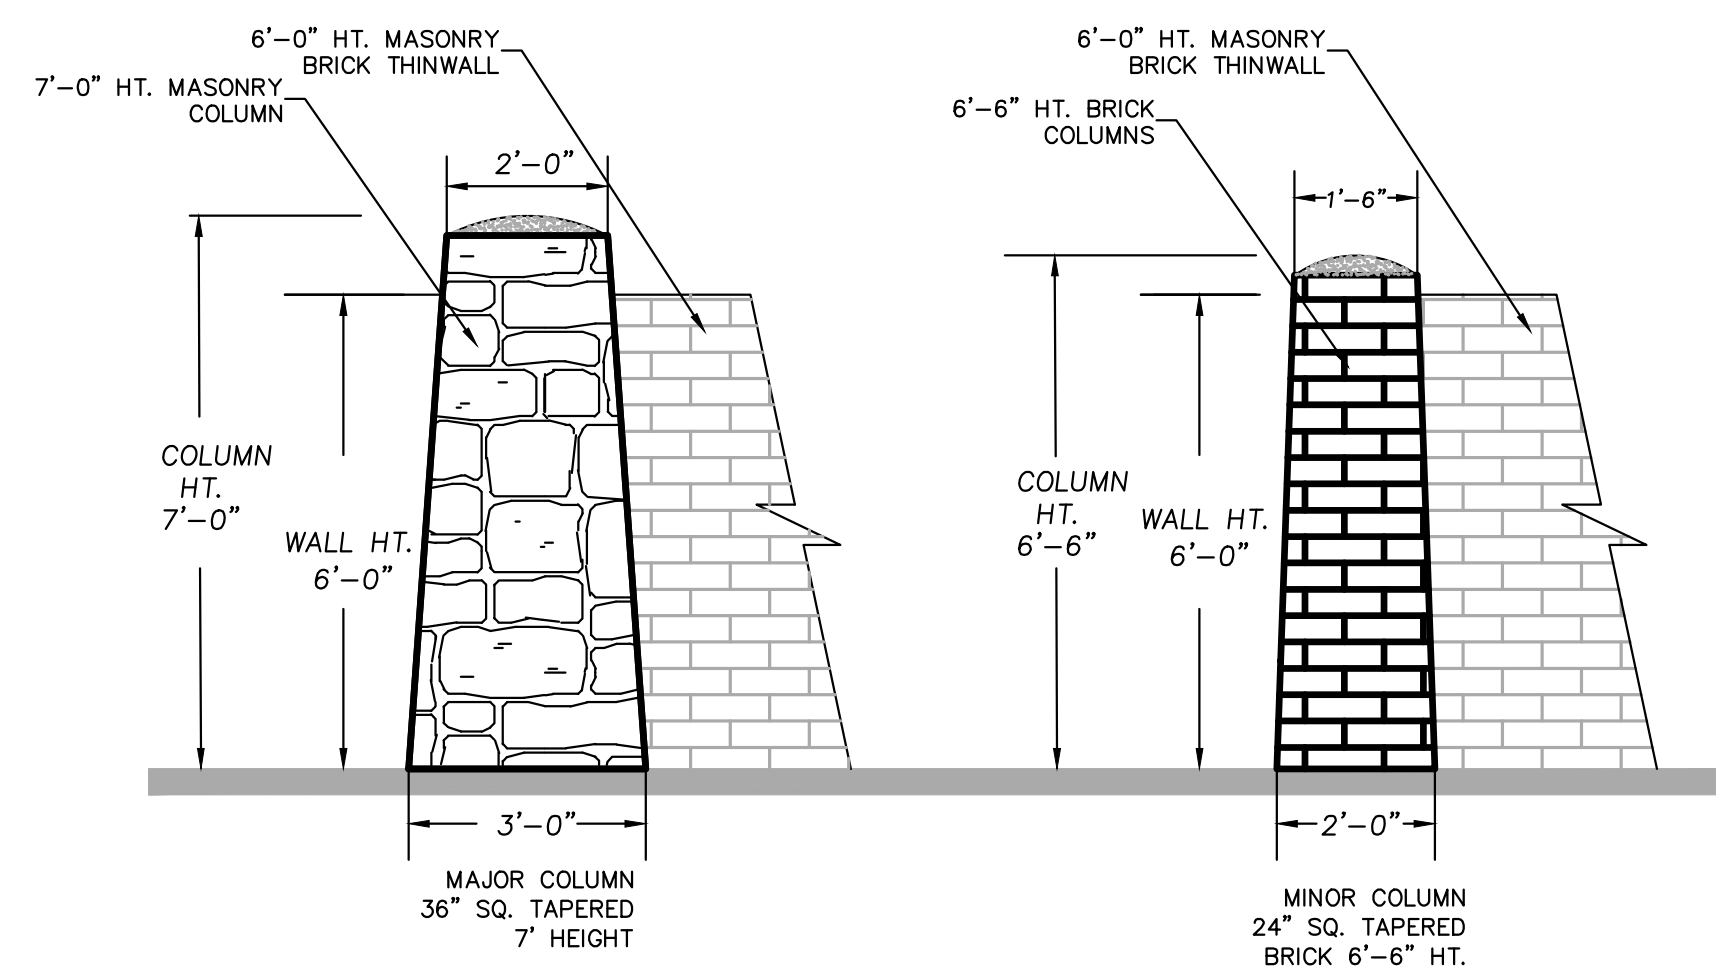 6'-0" HT. MASONRY
BRICK THINWALL
7'-0" HT. MASONRY
COLUMN
2'-0"
COLUMN
HT.
7'-0"
WALL HT.
6'-0"
3'-0"
MAJOR COLUMN
36" SQ. TAPERED
7' HEIGHT
6'-0" HT. MASONRY
BRICK THINWALL
6'-6" HT. BRICK
COLUMNS
1'-6"
COLUMN
HT.
6'-6"
WALL HT.
6'-0"
2'-0"
MINOR COLUMN
24" SQ. TAPERED
BRICK 6'-6" HT.